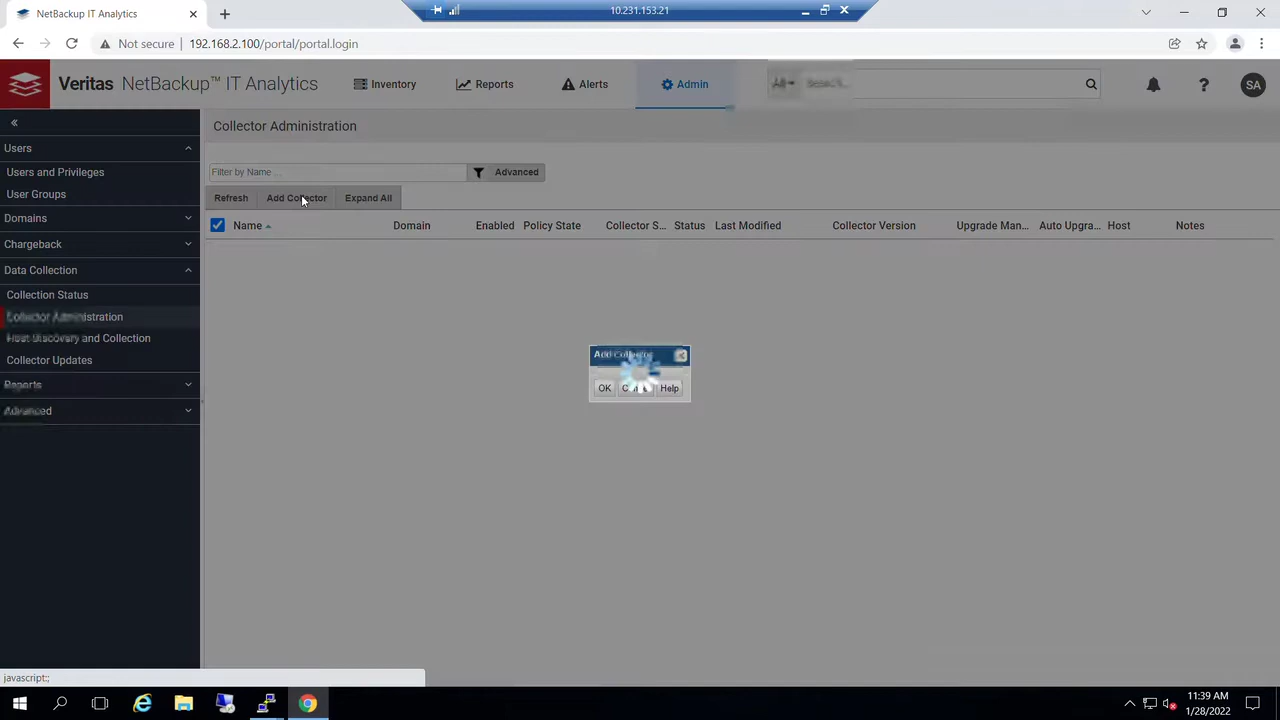 NetBackup IT Analytics
10.231.153.21
Not secure 192.168.2.100/portal/portal.login
Veritas NetBackup™ IT Analytics
Inventory
Reports
Alerts
Admin
SA
«
Users
Users and Privileges
User Groups
Domains
Chargeback
Data Collection
Collection Status
Collector Administration
Host Discovery and Collection
Collector Updates
Reports
Advanced
Collector Administration
Filter by Name ...
Advanced
Refresh
Add Collector
Expand All
Name Domain Enabled Policy State Collector S... Status Last Modified Collector Version Upgrade Man... Auto Upgra... Host Notes
Add Collector
OK
Help
javascript:;
11:39 AM
1/28/2022